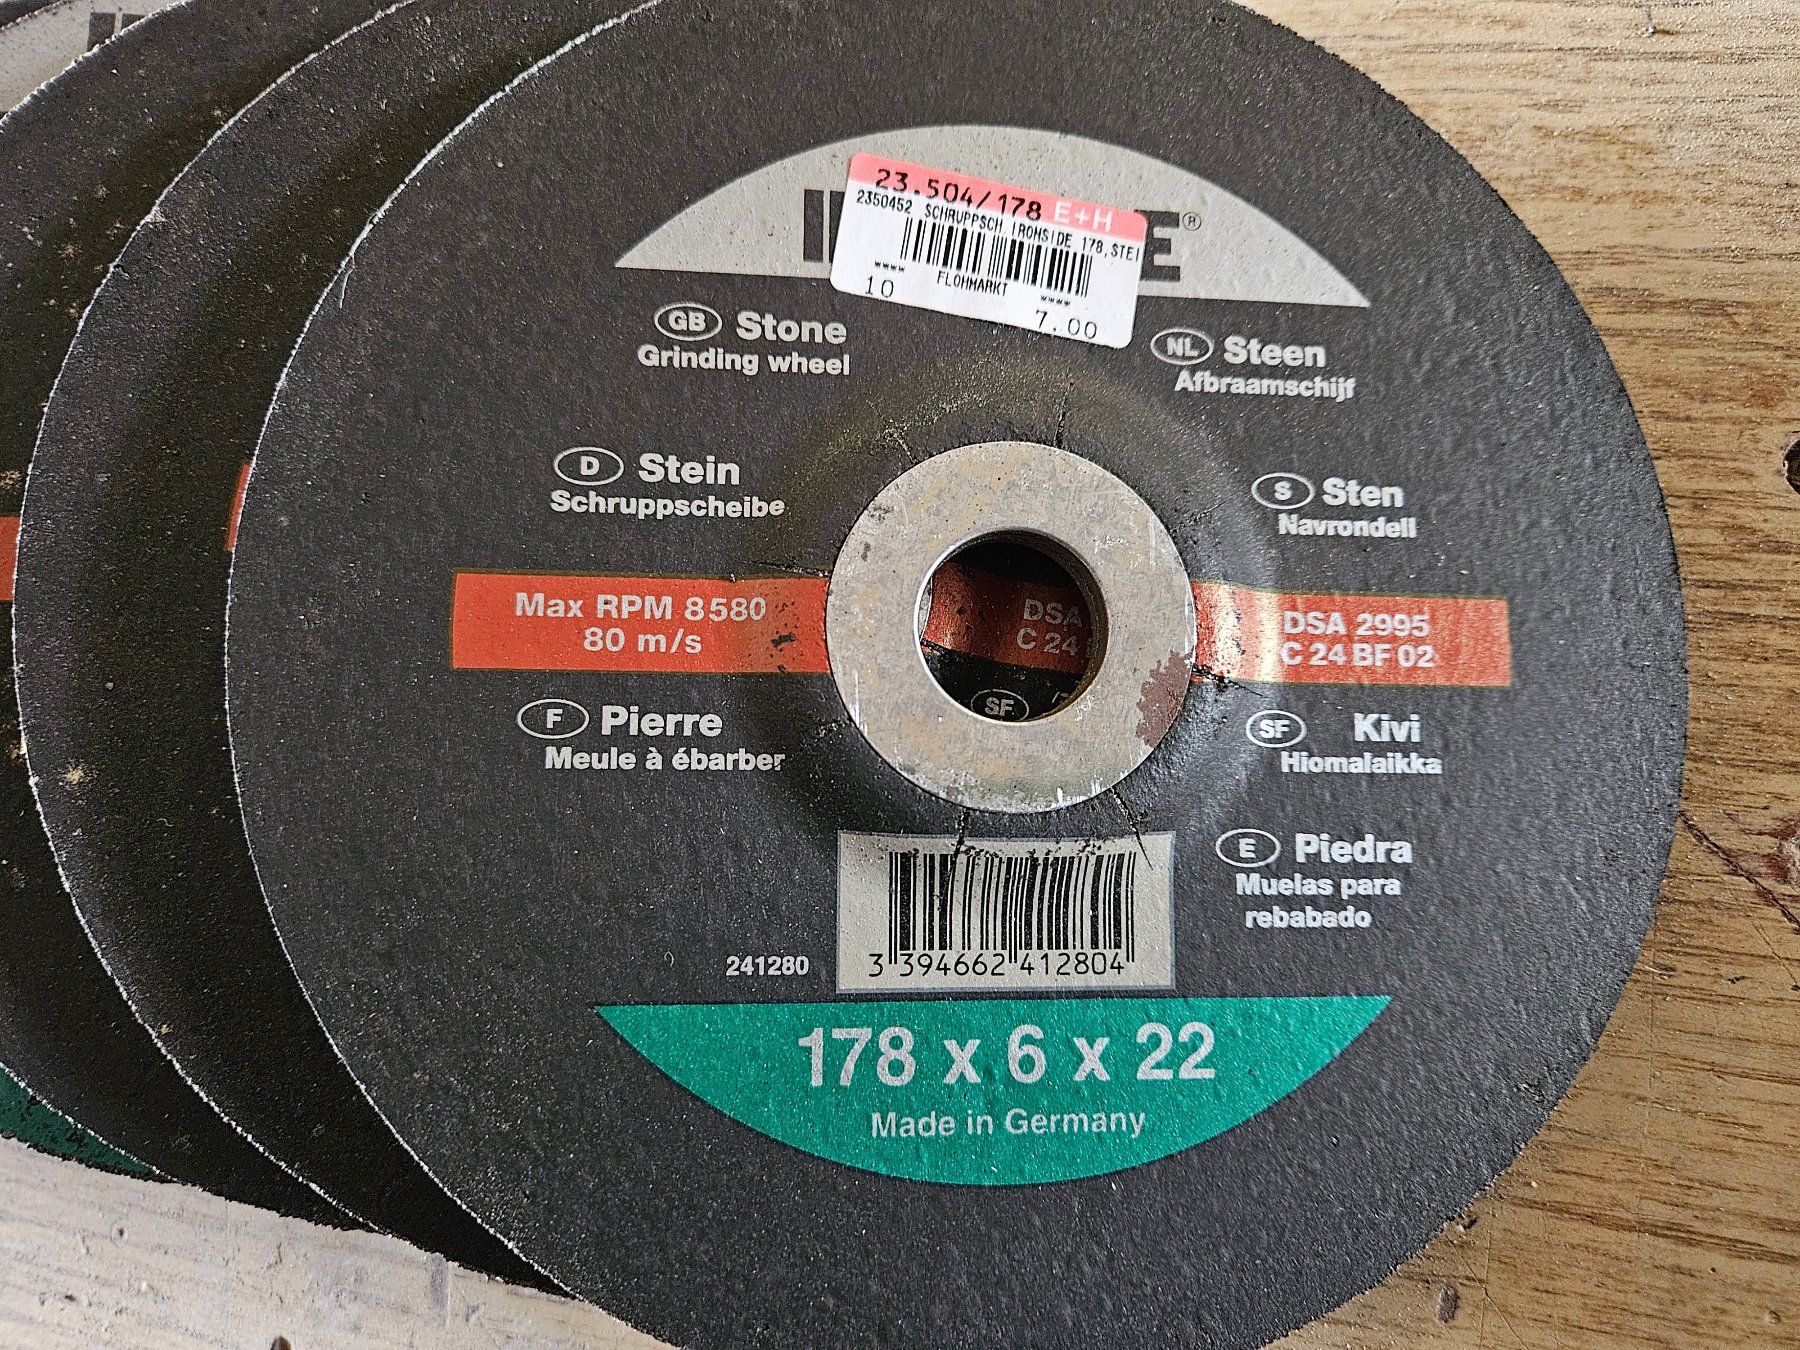 23.504/178 E+H
2350452 SCHRUPPSCH.IRONSIDE 178,STEI
**** FLOHMARKT ****
10 7.00
E®
GB Stone
Grinding wheel
NL Steen
Afbraamschijf
D Stein
Schruppscheibe
S Sten
Navrondell
Max RPM 8580
80 m/s
DSA
C 24
SF
DSA 2995
C 24 BF 02
F Pierre
Meule à ébarber
SF Kivi
Hiomalaikka
E Piedra
Muelas para
rebabado
241280
3 394662 412804
178 x 6 x 22
Made in Germany